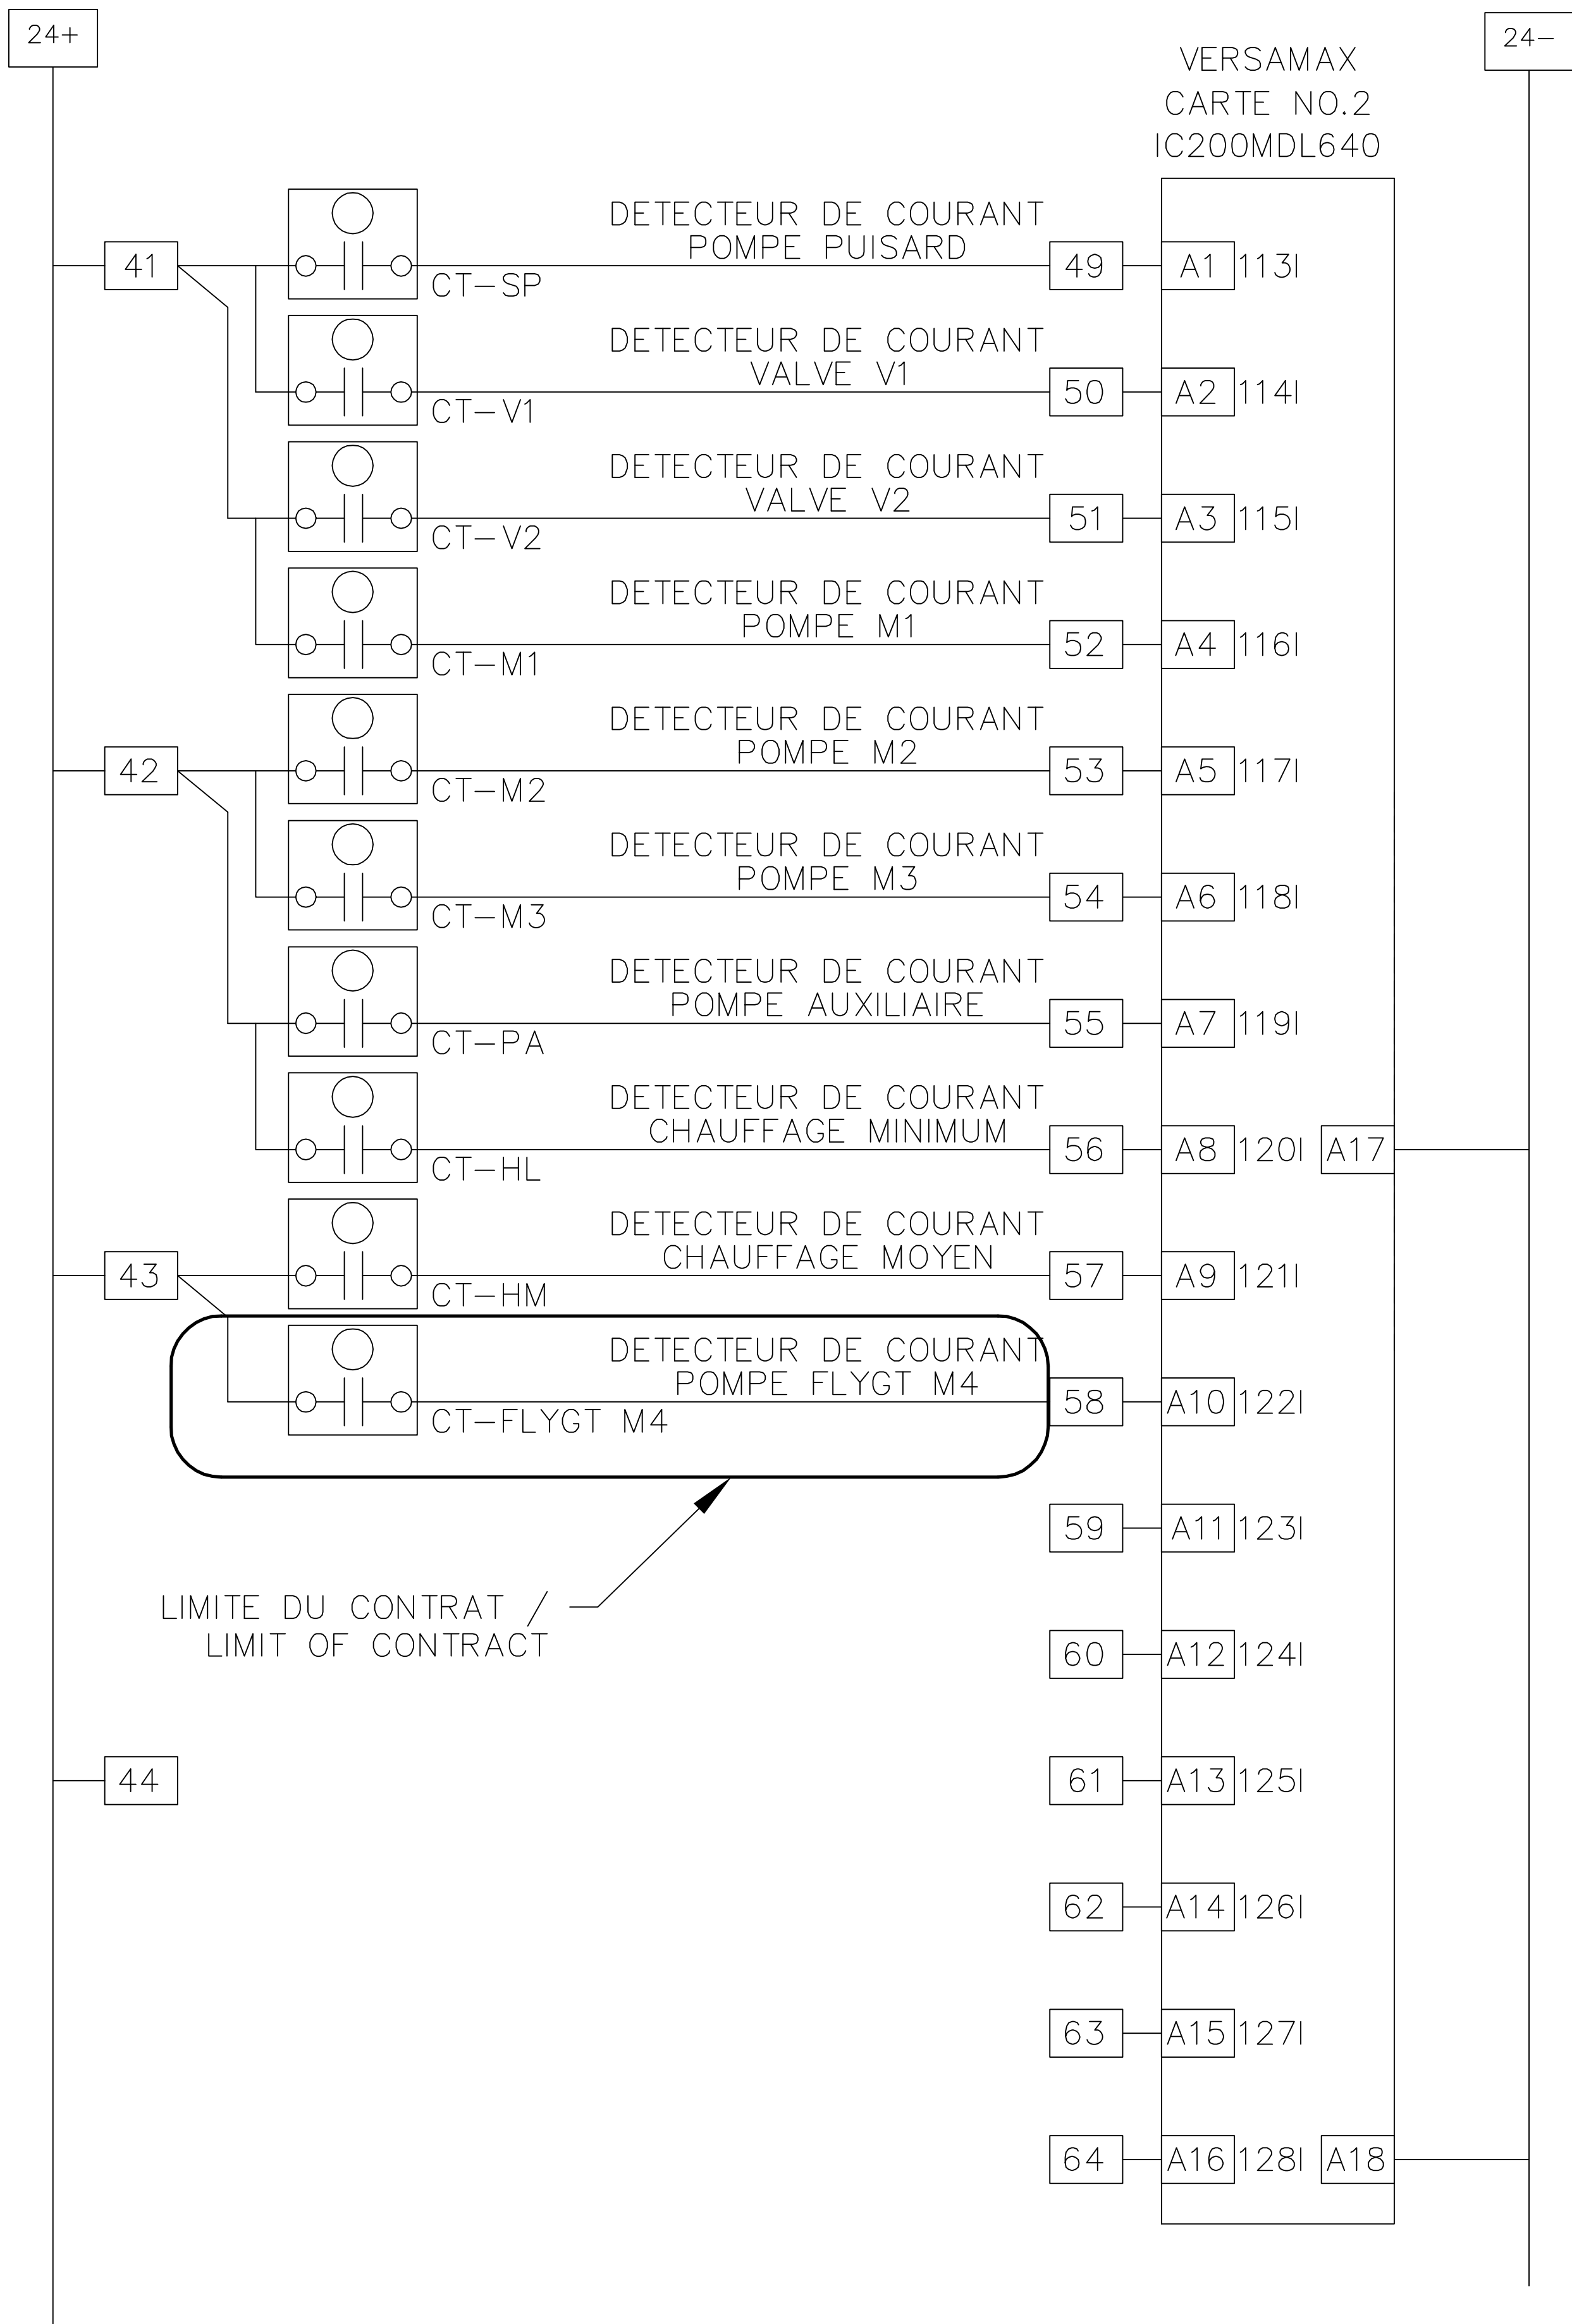 24+
24-
VERSAMAX
CARTE NO.2
IC200MDL640
DETECTEUR DE COURANT
POMPE PUISARD
41
CT-SP
49
A1
113I
DETECTEUR DE COURANT
VALVE V1
CT-V1
50
A2
114I
DETECTEUR DE COURANT
VALVE V2
CT-V2
51
A3
115I
DETECTEUR DE COURANT
POMPE M1
CT-M1
52
A4
116I
DETECTEUR DE COURANT
POMPE M2
42
CT-M2
53
A5
117I
DETECTEUR DE COURANT
POMPE M3
CT-M3
54
A6
118I
DETECTEUR DE COURANT
POMPE AUXILIAIRE
CT-PA
55
A7
119I
DETECTEUR DE COURANT
CHAUFFAGE MINIMUM
CT-HL
56
A8
120I
A17
DETECTEUR DE COURANT
CHAUFFAGE MOYEN
43
CT-HM
57
A9
121I
DETECTEUR DE COURANT
POMPE FLYGT M4
CT-FLYGT M4
58
A10
122I
59
A11
123I
LIMITE DU CONTRAT /
LIMIT OF CONTRACT
60
A12
124I
44
61
A13
125I
62
A14
126I
63
A15
127I
64
A16
128I
A18